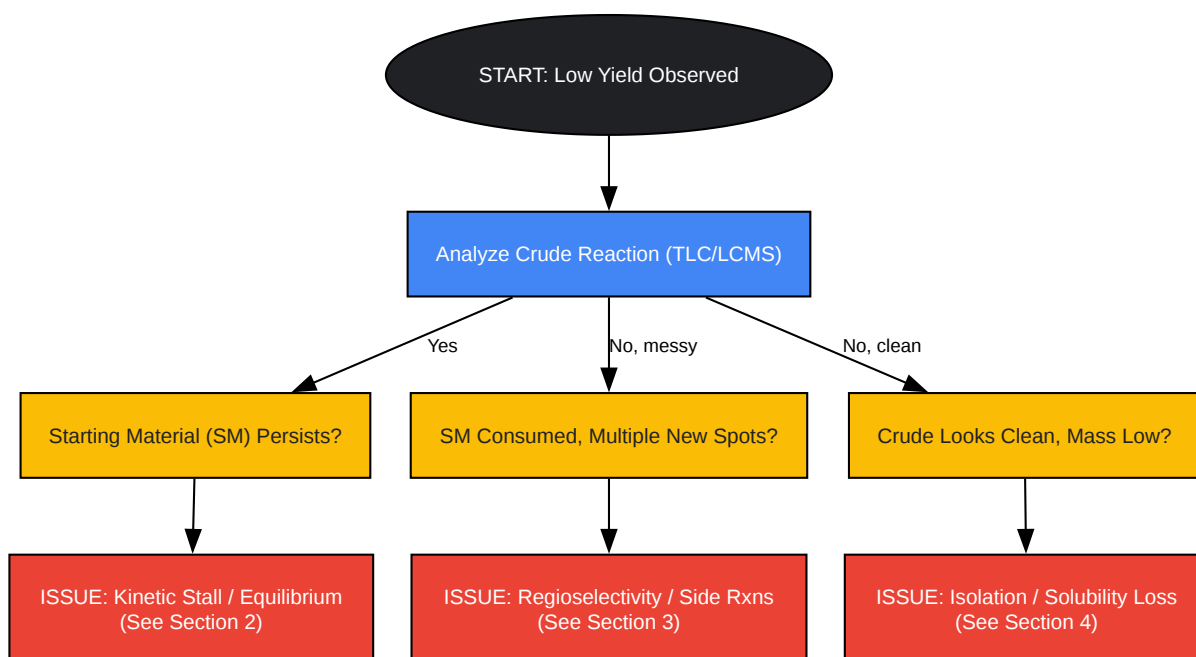 START: Low Yield Observed
Analyze Crude Reaction (TLC/LCMS)
Yes
No, messy
No, clean
Starting Material (SM) Persists?
SM Consumed, Multiple New Spots?
Crude Looks Clean, Mass Low?
ISSUE: Kinetic Stall / Equilibrium
(See Section 2)
ISSUE: Regioselectivity / Side Rxns
(See Section 3)
ISSUE: Isolation / Solubility Loss
(See Section 4)